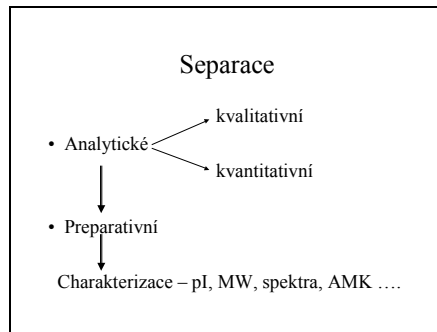 Separace
kvalitativní
• Analytické
kvantitativní
• Preparativní
Charakterizace – pI, MW, spektra, AMK ....